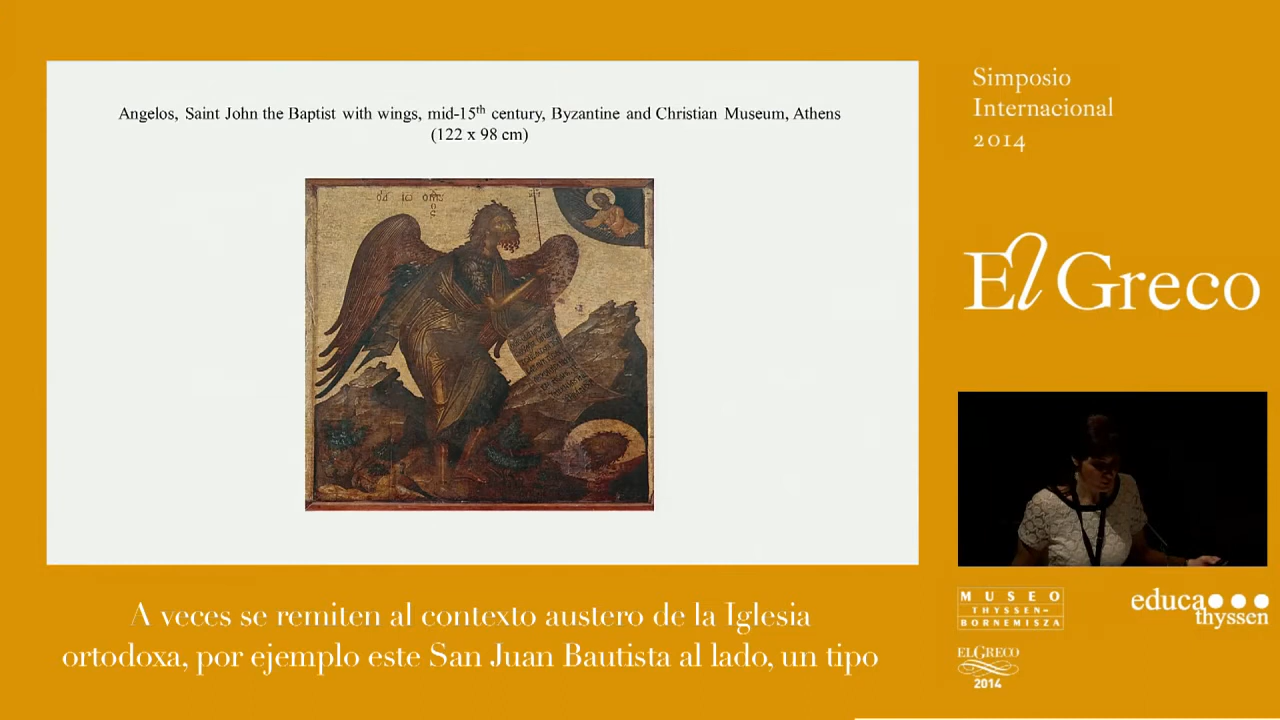 Angelos, Saint John the Baptist with wings, mid-15th century, Byzantine and Christian Museum, Athens
(122 x 98 cm)
Simposio
Internacional
2014
El Greco
MUSEO
THYSSEN-
BORNEMISZA
educa
thyssen
EL GRECO
2014
A veces se remiten al contexto austero de la Iglesia
ortodoxa, por ejemplo este San Juan Bautista al lado, un tipo